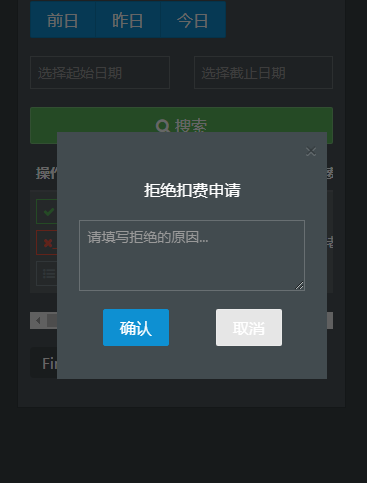 前日 昨日 今日
选择起始日期 选择截止日期
搜索
×
拒绝扣费申请
请填写拒绝的原因...
确认 取消